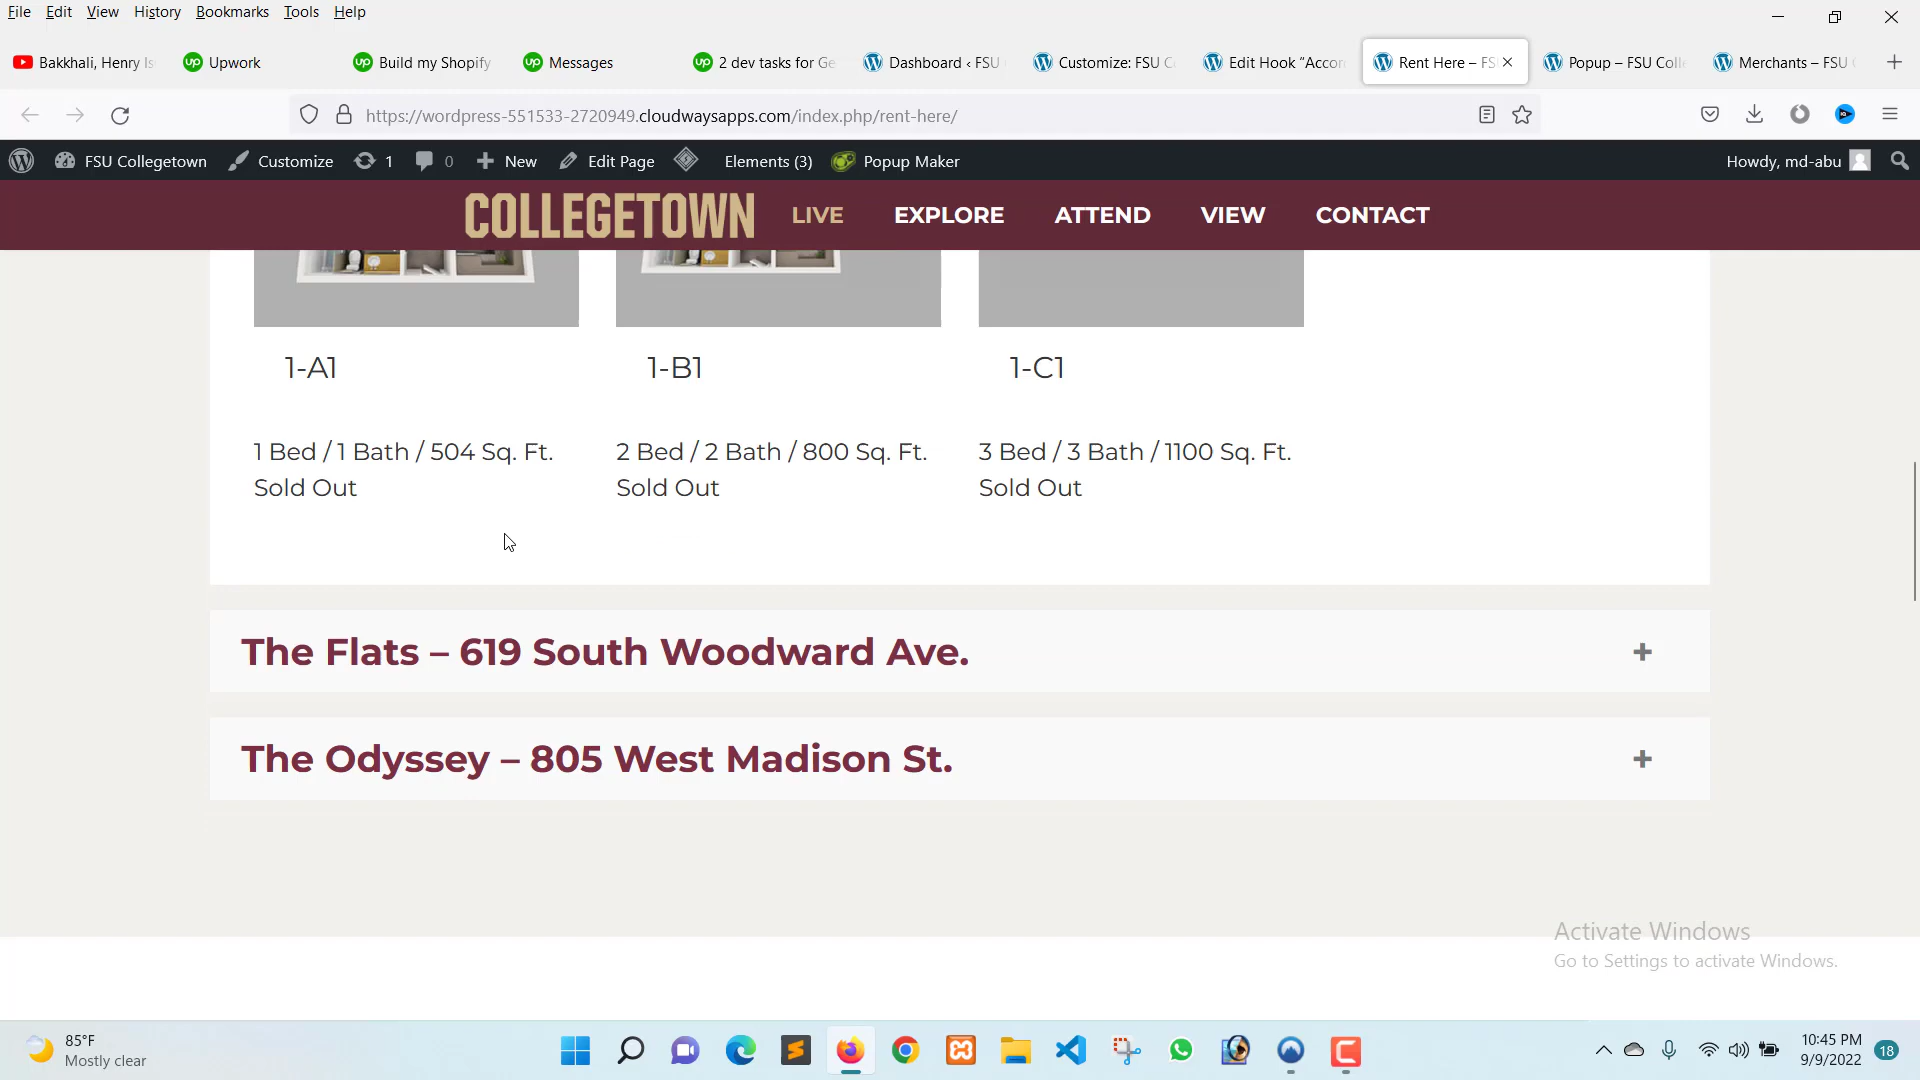 File Edit View History Bookmarks Tools Help
Bakkhali, Henry Is
Upwork
Build my Shopify
Messages
2 dev tasks for Ge
Dashboard ‹ FSU
Customize: FSU C
Edit Hook “Accor
Rent Here – FS
Popup – FSU Colle
Merchants – FSU
https://wordpress-551533-2720949.cloudwaysapps.com/index.php/rent-here/
FSU Collegetown Customize 1 0 New Edit Page Elements (3) Popup Maker Howdy, md-abu
COLLEGETOWN LIVE EXPLORE ATTEND VIEW CONTACT
1-A1 1-B1 1-C1
1 Bed / 1 Bath / 504 Sq. Ft. 2 Bed / 2 Bath / 800 Sq. Ft. 3 Bed / 3 Bath / 1100 Sq. Ft.
Sold Out Sold Out Sold Out
The Flats – 619 South Woodward Ave.
The Odyssey – 805 West Madison St.
Activate Windows
Go to Settings to activate Windows.
85°F
Mostly clear
10:45 PM
9/9/2022
18